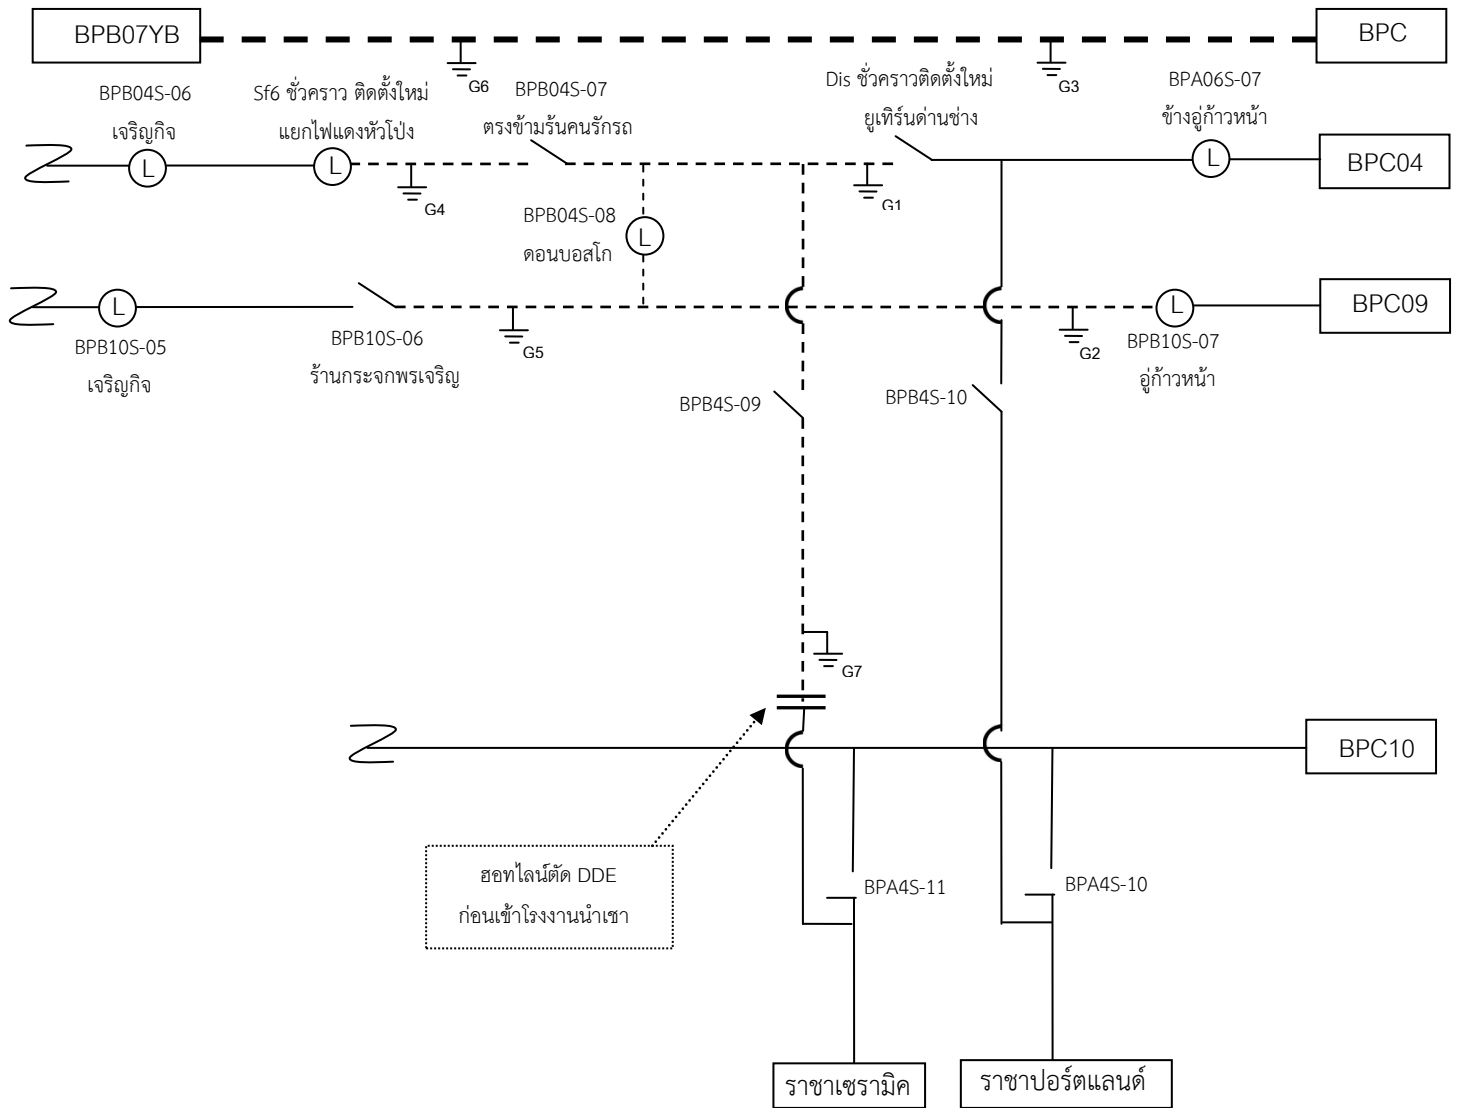 BPB07YB
BPC
G6
G3
BPB04S-06
เจริญกิจ
Sf6 ชั่วคราว ติดตั้งใหม่
แยกไฟแดงหัวโป่ง
BPB04S-07
ตรงข้ามร้นคนรักรถ
Dis ชั่วคราวติดตั้งใหม่
ยูเทิร์นด้านช่าง
BPA06S-07
ข้างอู่ก้าวหน้า
L
L
L
BPC04
G4
G1
BPB04S-08
ดอนบอสโก
L
L
L
BPC09
BPB10S-05
เจริญกิจ
BPB10S-06
ร้านกระจกพรเจริญ
G5
G2
BPB10S-07
อู่ก้าวหน้า
BPB4S-09
BPB4S-10
G7
BPC10
ฮอทไลน์ตัด DDE
ก่อนเข้าโรงงานนำเชา
BPA4S-11
BPA4S-10
ราชาเซรามิค
ราชาปอร์ตแลนด์